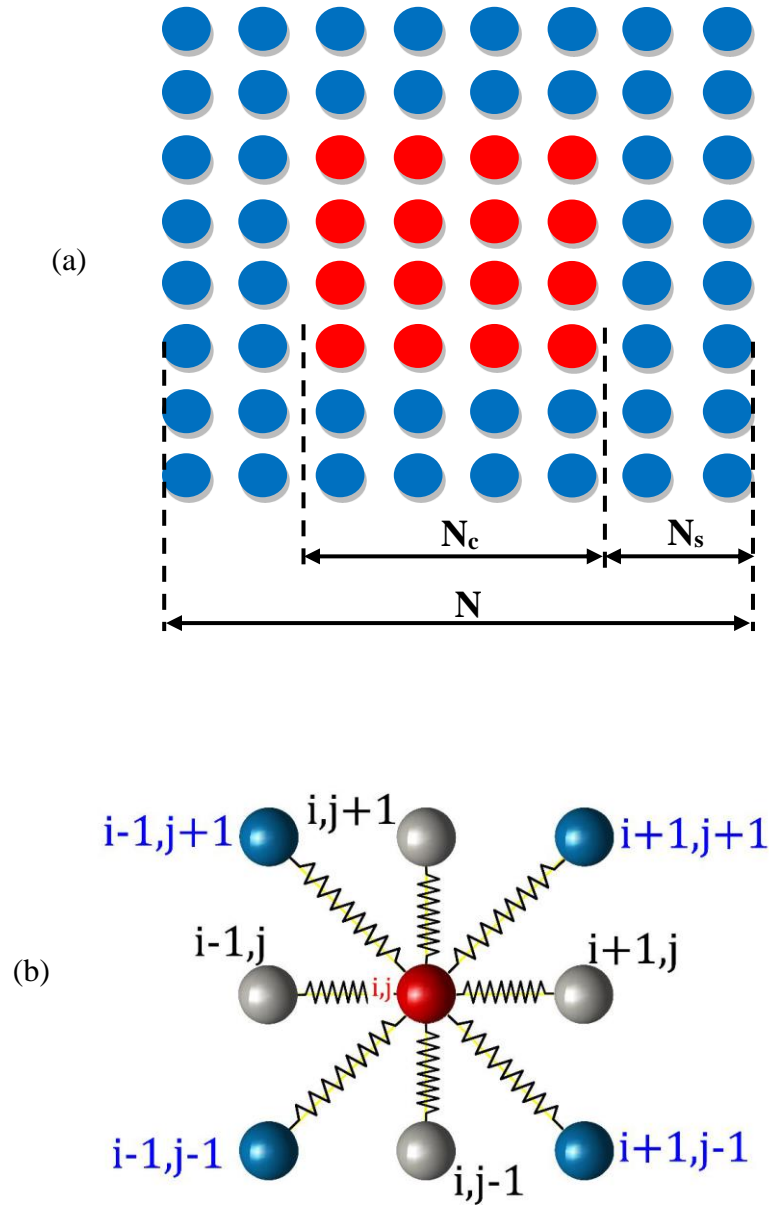 (a)
Nc
Ns
N
i-1,j+1
i,j+1
i+1,j+1
i-1,j
i+1,j
(b)
i,j
i-1,j-1
i,j-1
i+1,j-1